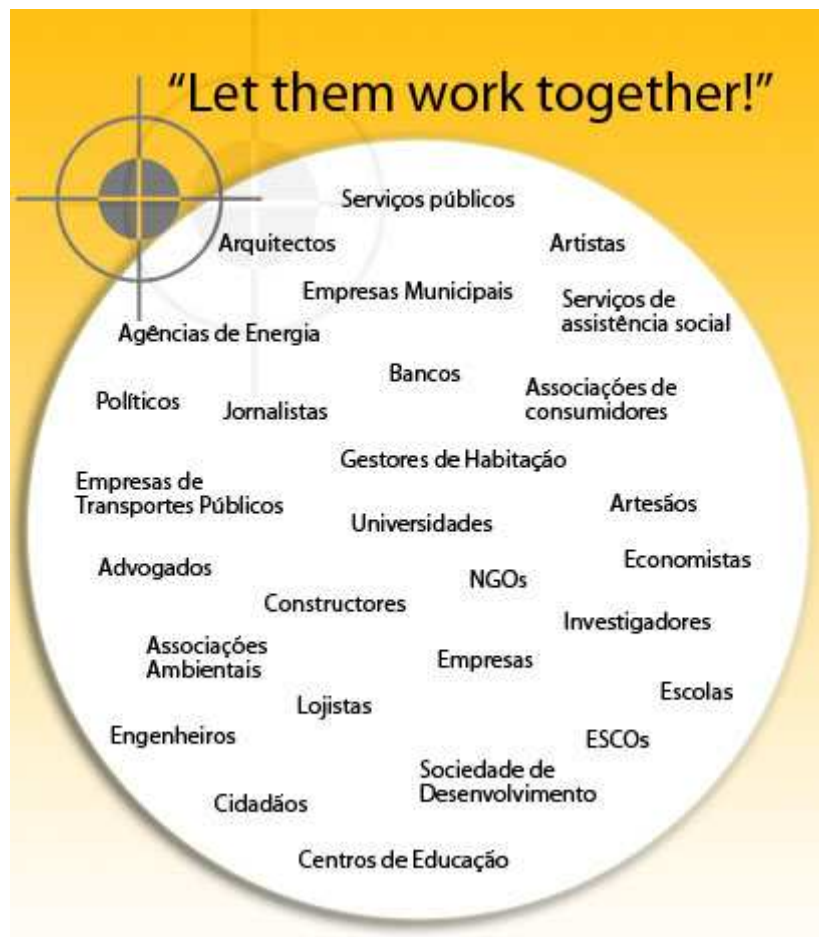 “Let them work together!”
Serviços públicos
Arquitectos
Artistas
Empresas Municipais
Serviços de
assistência social
Agências de Energia
Bancos
Políticos
Jornalistas
Associações de
consumidores
Gestores de Habitação
Empresas de
Transportes Públicos
Universidades
Artesãos
Advogados
NGOs
Economistas
Constructores
Investigadores
Associações
Ambientais
Empresas
Lojistas
Escolas
Engenheiros
ESCOs
Sociedade de
Desenvolvimento
Cidadãos
Centros de Educação